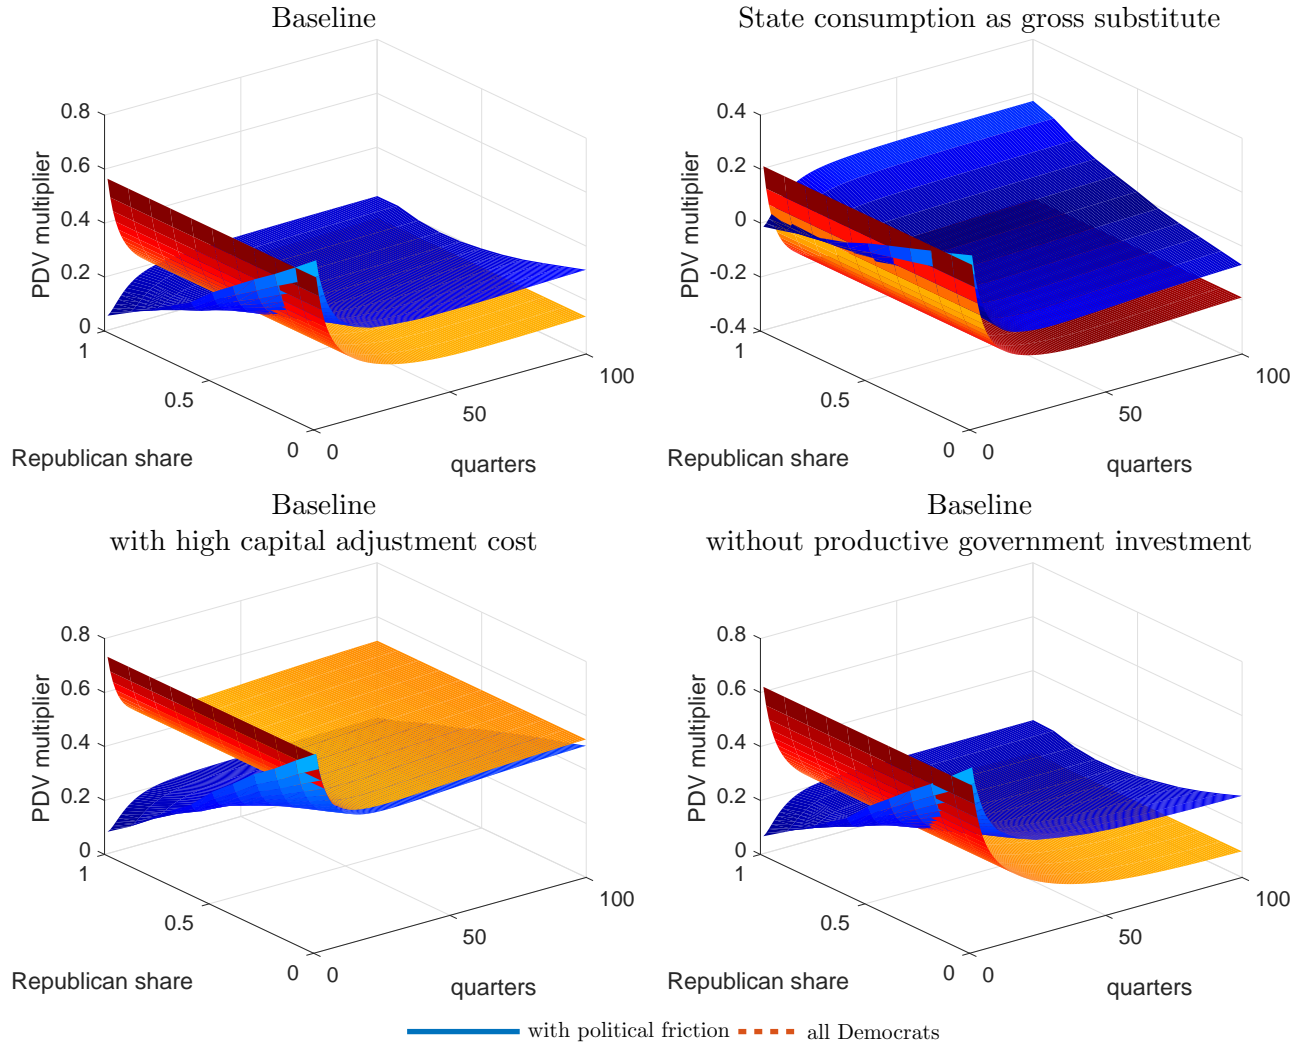 Baseline
0.8
0.6
0.4
0.2
0
PDV multiplier
1
0.5
0
Republican share
0
50
100
quarters
State consumption as gross substitute
0.4
0.2
0
-0.2
-0.4
PDV multiplier
1
0.5
0
Republican share
0
50
100
quarters
Baseline
with high capital adjustment cost
0.8
0.6
0.4
0.2
0
PDV multiplier
1
0.5
0
Republican share
0
50
100
quarters
Baseline
without productive government investment
0.8
0.6
0.4
0.2
0
PDV multiplier
1
0.5
0
Republican share
0
50
100
quarters
with political friction
all Democrats